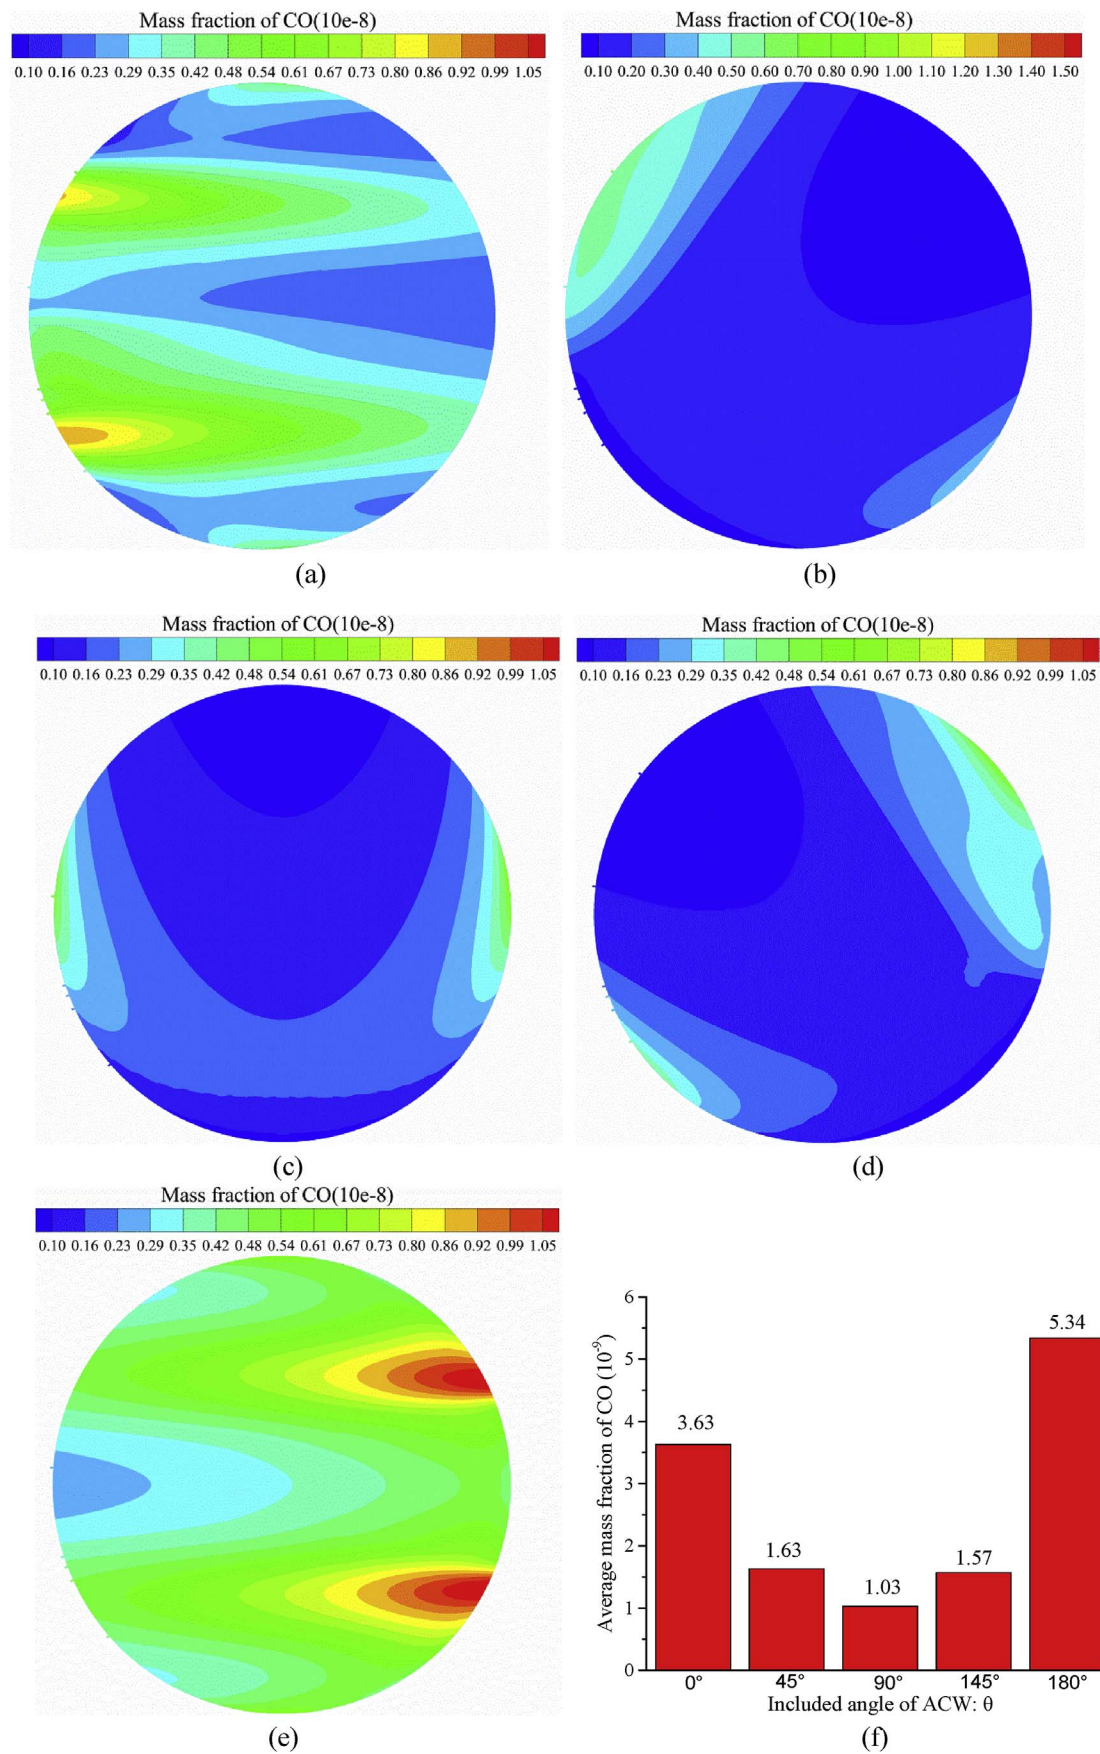 Mass fraction of CO(10e-8)
0.10 0.16 0.23 0.29 0.35 0.42 0.48 0.54 0.61 0.67 0.73 0.80 0.86 0.92 0.99 1.05
(a)
Mass fraction of CO(10e-8)
0.10 0.20 0.30 0.40 0.50 0.60 0.70 0.80 0.90 1.00 1.10 1.20 1.30 1.40 1.50
(b)
Mass fraction of CO(10e-8)
0.10 0.16 0.23 0.29 0.35 0.42 0.48 0.54 0.61 0.67 0.73 0.80 0.86 0.92 0.99 1.05
(c)
Mass fraction of CO(10e-8)
0.10 0.16 0.23 0.29 0.35 0.42 0.48 0.54 0.61 0.67 0.73 0.80 0.86 0.92 0.99 1.05
(d)
Mass fraction of CO(10e-8)
0.10 0.16 0.23 0.29 0.35 0.42 0.48 0.54 0.61 0.67 0.73 0.80 0.86 0.92 0.99 1.05
(e)
Average mass fraction of CO (10⁻⁹)
6
5
4
3
2
1
0
3.63
1.63
1.03
1.57
5.34
0° 45° 90° 145° 180°
Included angle of ACW: θ
(f)